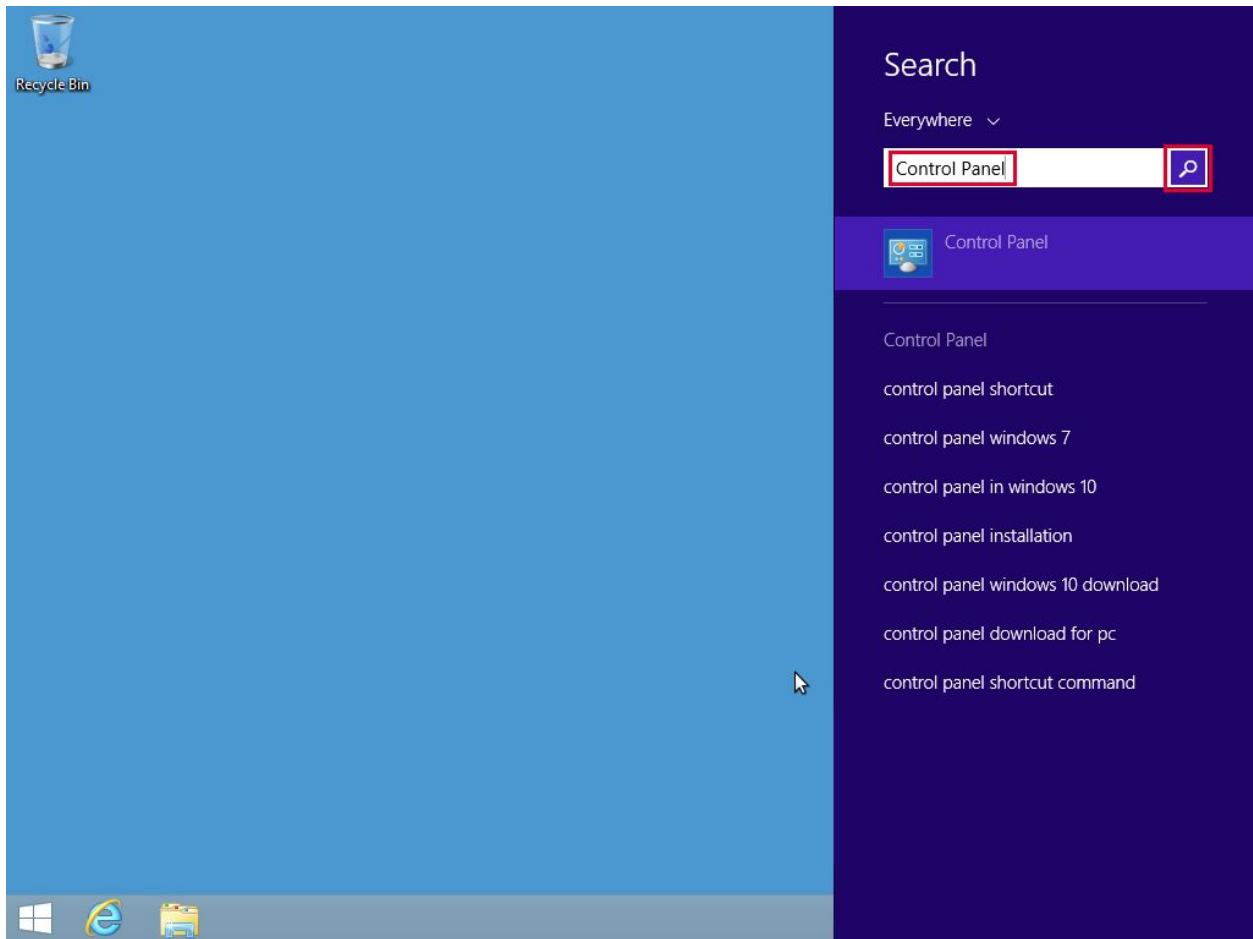 Recycle Bin
Search
Everywhere
Control Panel
Control Panel
Control Panel
control panel shortcut
control panel windows 7
control panel in windows 10
control panel installation
control panel windows 10 download
control panel download for pc
control panel shortcut command